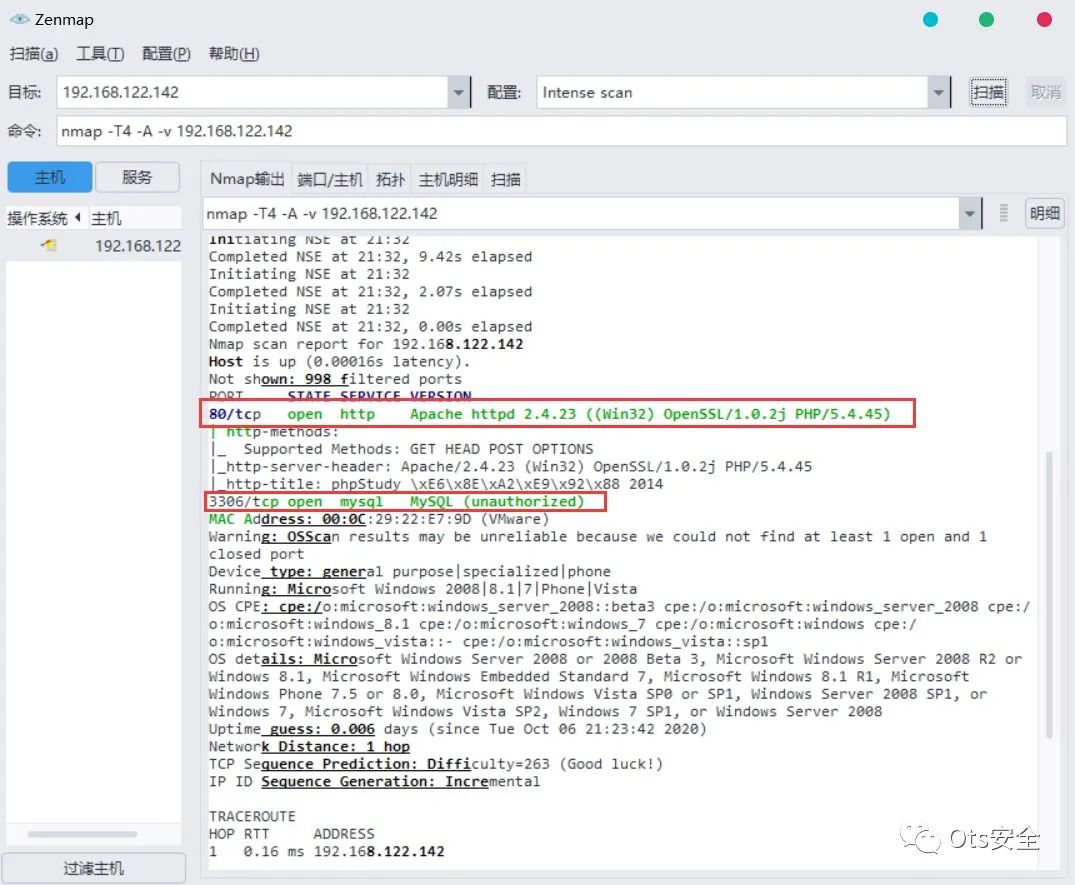 Zenmap
扫描(a) 工具(T) 配置(P) 帮助(H)
目标: 192.168.122.142 配置: Intense scan 扫描 取消
命令: nmap -T4 -A -v 192.168.122.142
主机 服务 Nmap输出 端口/主机 拓扑 主机明细 扫描
操作系统 主机 nmap -T4 -A -v 192.168.122.142 明细
192.168.122
Initiating NSE at 21:32
Completed NSE at 21:32, 9.42s elapsed
Initiating NSE at 21:32
Completed NSE at 21:32, 2.07s elapsed
Initiating NSE at 21:32
Completed NSE at 21:32, 0.00s elapsed
Nmap scan report for 192.168.122.142
Host is up (0.00016s latency).
Not shown: 998 filtered ports
PORT STATE SERVICE VERSION
80/tcp open http Apache httpd 2.4.23 ((Win32) OpenSSL/1.0.2j PHP/5.4.45)
| http-methods:
|_ Supported Methods: GET HEAD POST OPTIONS
|_http-server-header: Apache/2.4.23 (Win32) OpenSSL/1.0.2j PHP/5.4.45
|_http-title: phpStudy \xE6\x8E\xA2\xE9\x92\x88 2014
3306/tcp open mysql MySQL (unauthorized)
MAC Address: 00:0C:29:22:E7:9D (VMware)
Warning: OSScan results may be unreliable because we could not find at least 1 open and 1
closed port
Device type: general purpose|specialized|phone
Running: Microsoft Windows 2008|8.1|7|Phone|Vista
OS CPE: cpe:/o:microsoft:windows_server_2008::beta3 cpe:/o:microsoft:windows_server_2008 cpe:/
o:microsoft:windows_8.1 cpe:/o:microsoft:windows_7 cpe:/o:microsoft:windows cpe:/
o:microsoft:windows_vista::- cpe:/o:microsoft:windows_vista::sp1
OS details: Microsoft Windows Server 2008 or 2008 Beta 3, Microsoft Windows Server 2008 R2 or
Windows 8.1, Microsoft Windows Embedded Standard 7, Microsoft Windows 8.1 R1, Microsoft
Windows Phone 7.5 or 8.0, Microsoft Windows Vista SP0 or SP1, Windows Server 2008 SP1, or
Windows 7, Microsoft Windows Vista SP2, Windows 7 SP1, or Windows Server 2008
Uptime guess: 0.006 days (since Tue Oct 06 21:23:42 2020)
Network Distance: 1 hop
TCP Sequence Prediction: Difficulty=263 (Good luck!)
IP ID Sequence Generation: Incremental
TRACEROUTE
HOP RTT ADDRESS
1 0.16 ms 192.168.122.142
过滤主机
Ots安全